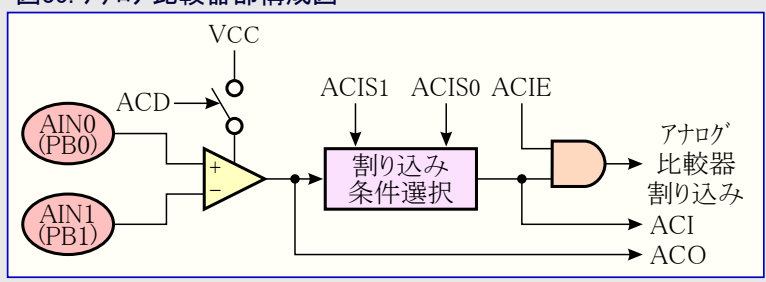 VCC
ACD
ACIS1 ACIS0 ACIE
AIN0
(PB0)
+
−
AIN1
(PB1)
割り込み
条件選択
アナログ
比較器
割り込み
ACI
ACO